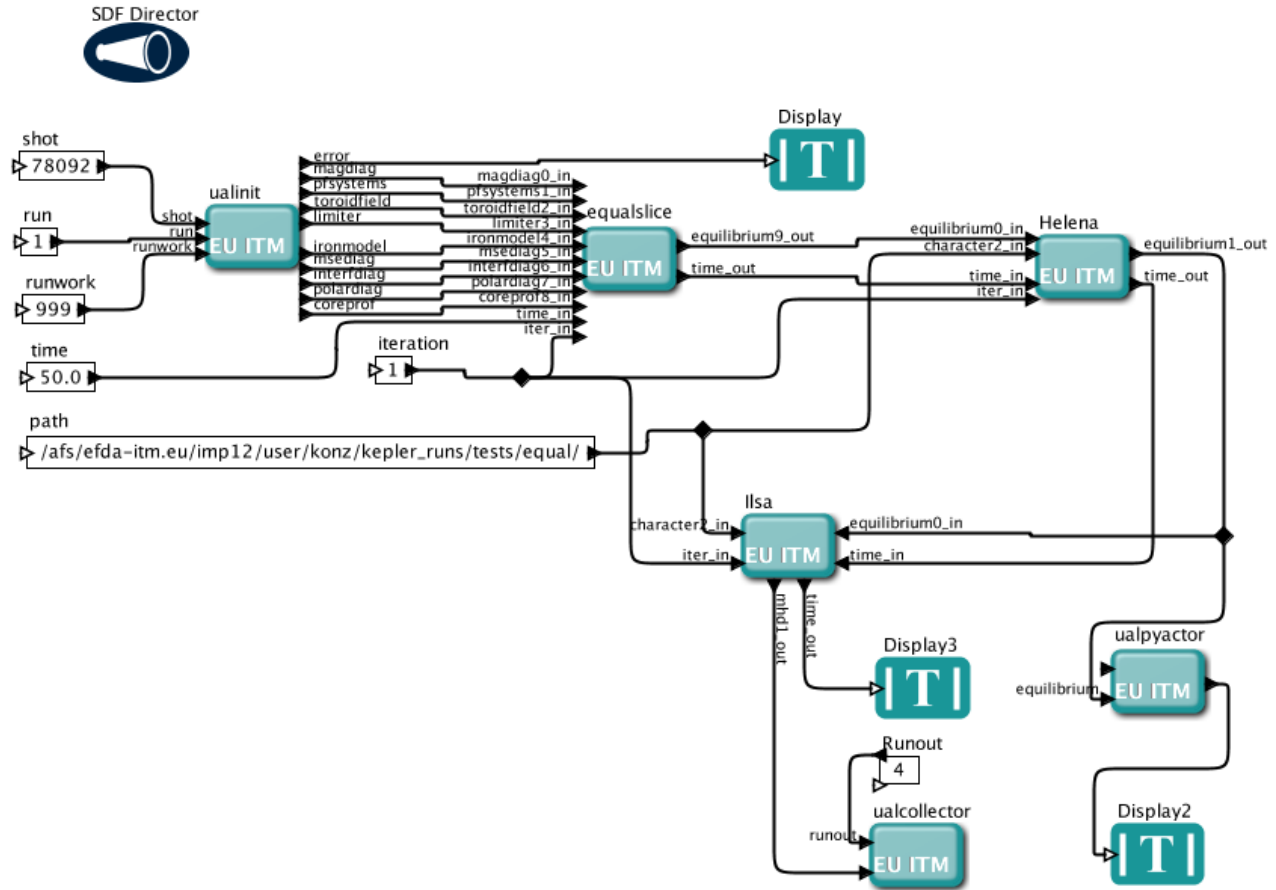 SDF Director
Display
T
shot
78092
run
1
runwork
999
time
50.0
path
/afs/efda-itm.eu/imp12/user/konz/kepler_runs/tests/equal/
iteration
1
ualinit
shot
run
runwork
EU ITM
error
magdiag
pfsystems
toroidfield
limiter
ironmodel
msediag
interfdiag
polardiag
coreprof
magdiag0_in
pfsystems1_in
toroidfield2_in
limiter3_in
ironmodel4_in
msediag5_in
interfdiag6_in
polardiag7_in
coreprof8_in
time_in
iter_in
equalslice
EU ITM
equilibrium9_out
time_out
equilibrium0_in
character2_in
time_in
iter_in
Helena
EU ITM
equilibrium1_out
time_out
Ilsa
character2_in
iter_in
EU ITM
equilibrium0_in
time_in
mhd1_out
time_out
Display3
T
ualpyactor
equilibrium
EU ITM
Runout
4
ualcollector
runout
EU ITM
Display2
T